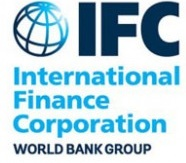 IFC
International
Finance
Corporation
WORLD BANK GROUP